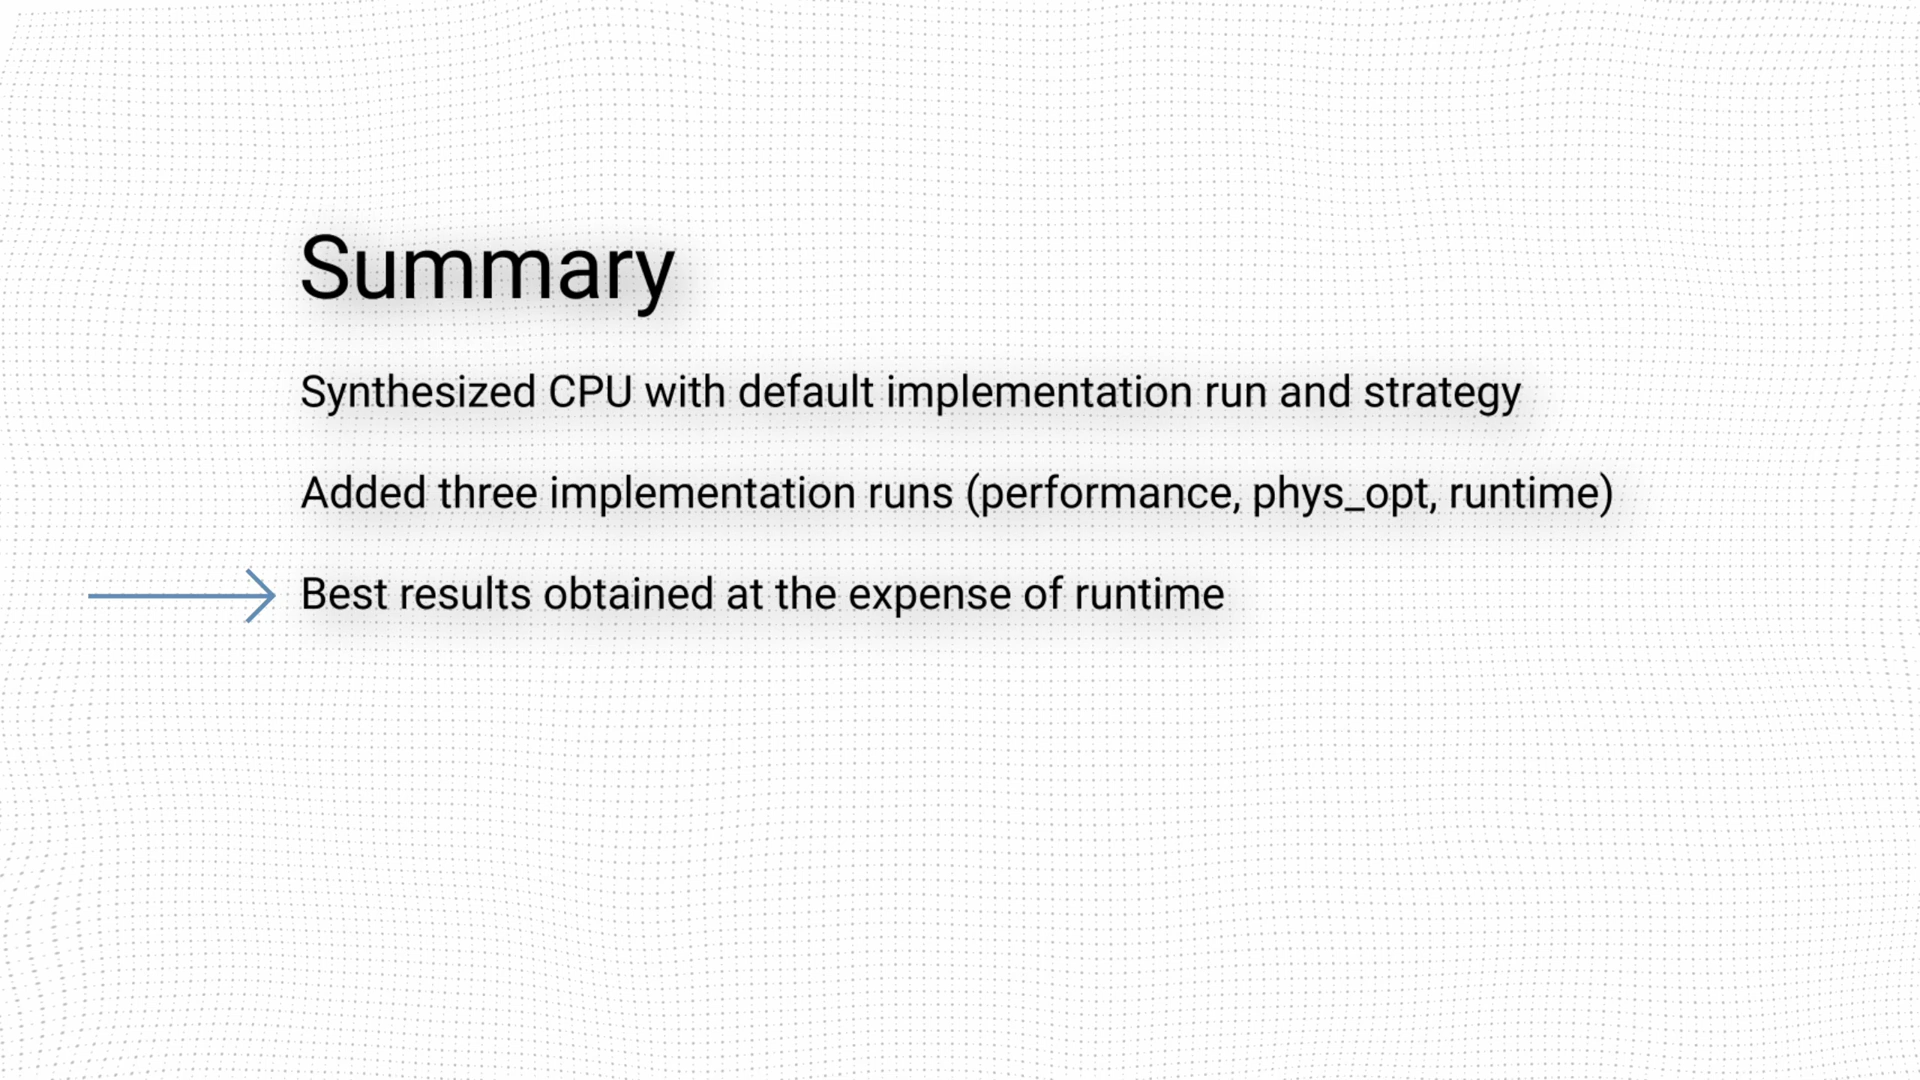 Summary
Synthesized CPU with default implementation run and strategy
Added three implementation runs (performance, phys_opt, runtime)
Best results obtained at the expense of runtime